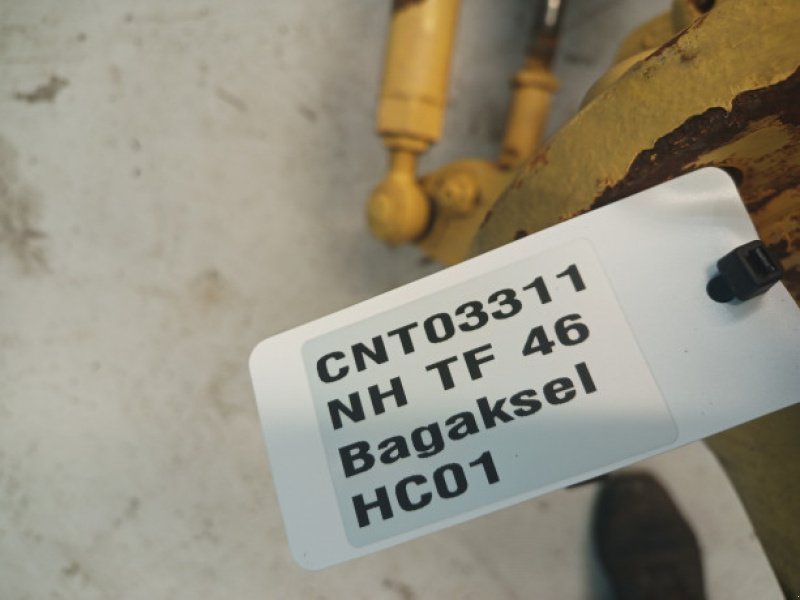 CNT03311
NH TF 46
Bagaksel
HC01